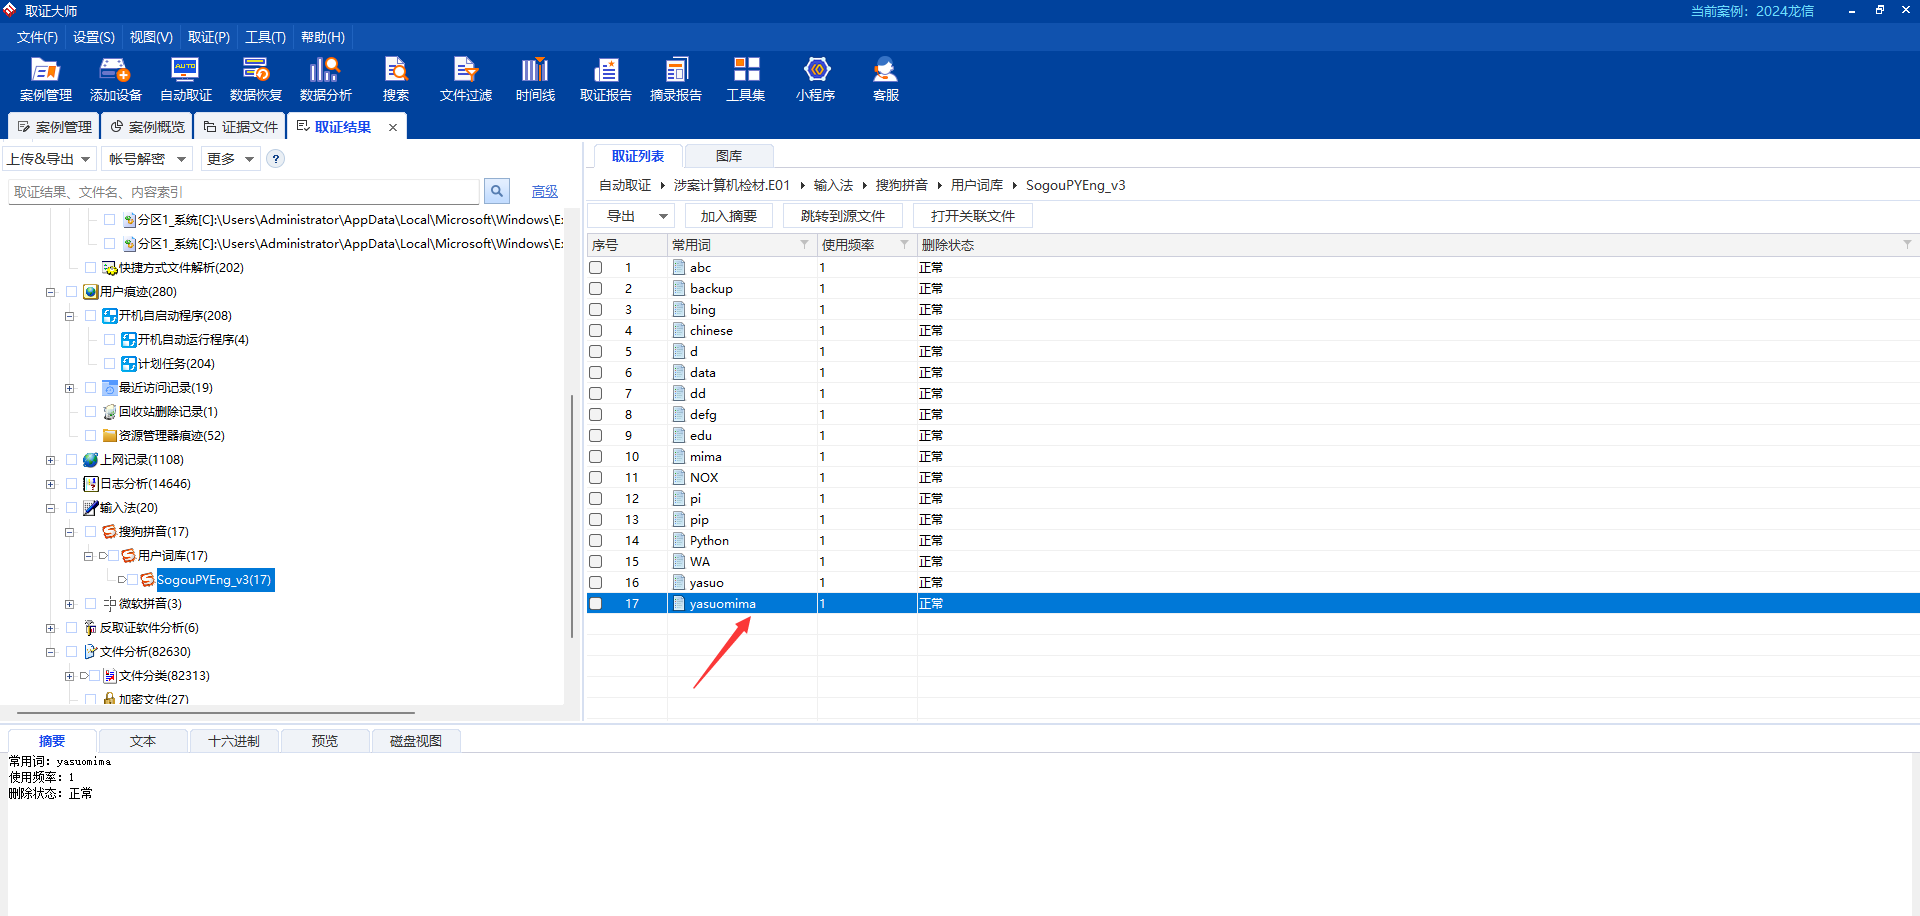 取证大师
当前案例：2024龙信
文件(F) 设置(S) 视图(V) 取证(P) 工具(T) 帮助(H)
案例管理 添加设备 自动取证 数据恢复 数据分析 搜索 文件过滤 时间线 取证报告 摘录报告 工具集 小程序 客服
案例管理 案例概览 证据文件 取证结果
上传&导出 帐号解密 更多 ?
取证结果、文件名、内容索引 高级
分区1_系统[C]:\Users\Administrator\AppData\Local\Microsoft\Windows\Ex
分区1_系统[C]:\Users\Administrator\AppData\Local\Microsoft\Windows\Ex
快捷方式文件解析(202)
用户痕迹(280)
开机自启动程序(208)
开机自动运行程序(4)
计划任务(204)
最近访问记录(19)
回收站删除记录(1)
资源管理器痕迹(52)
上网记录(1108)
日志分析(14646)
输入法(20)
搜狗拼音(17)
用户词库(17)
SogouPYEng_v3(17)
微软拼音(3)
反取证软件分析(6)
文件分析(82630)
文件分类(82313)
加密文件(27)
取证列表 图库
自动取证 涉案计算机检材.E01 输入法 搜狗拼音 用户词库 SogouPYEng_v3
导出 加入摘要 跳转到源文件 打开关联文件
序号 常用词 使用频率 删除状态
1 abc 1 正常
2 backup 1 正常
3 bing 1 正常
4 chinese 1 正常
5 d 1 正常
6 data 1 正常
7 dd 1 正常
8 defg 1 正常
9 edu 1 正常
10 mima 1 正常
11 NOX 1 正常
12 pi 1 正常
13 pip 1 正常
14 Python 1 正常
15 WA 1 正常
16 yasuo 1 正常
17 yasuomima 1 正常
摘要 文本 十六进制 预览 磁盘视图
常用词：yasuomima
使用频率：1
删除状态：正常